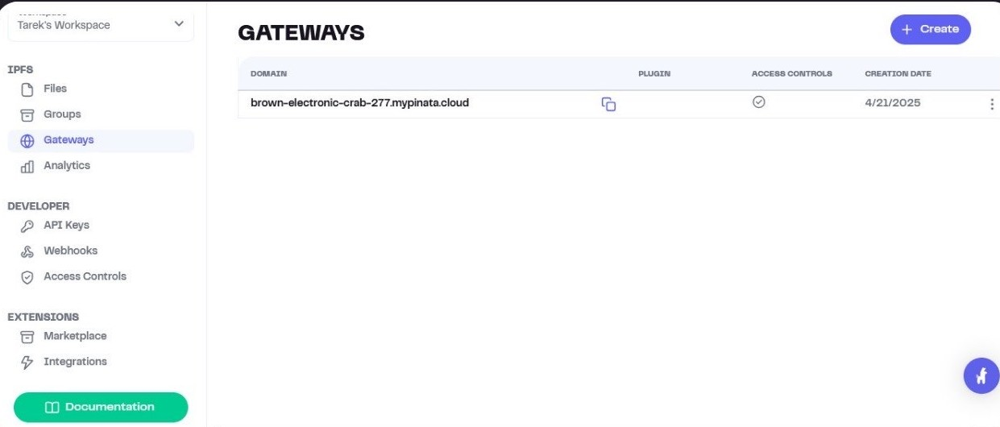 Workspace
Tarek's Workspace
IPFS
Files
Groups
Gateways
Analytics
DEVELOPER
API Keys
Webhooks
Access Controls
EXTENSIONS
Marketplace
Integrations
Documentation
GATEWAYS
Create
DOMAIN PLUGIN ACCESS CONTROLS CREATION DATE
brown-electronic-crab-277.mypinata.cloud 4/21/2025